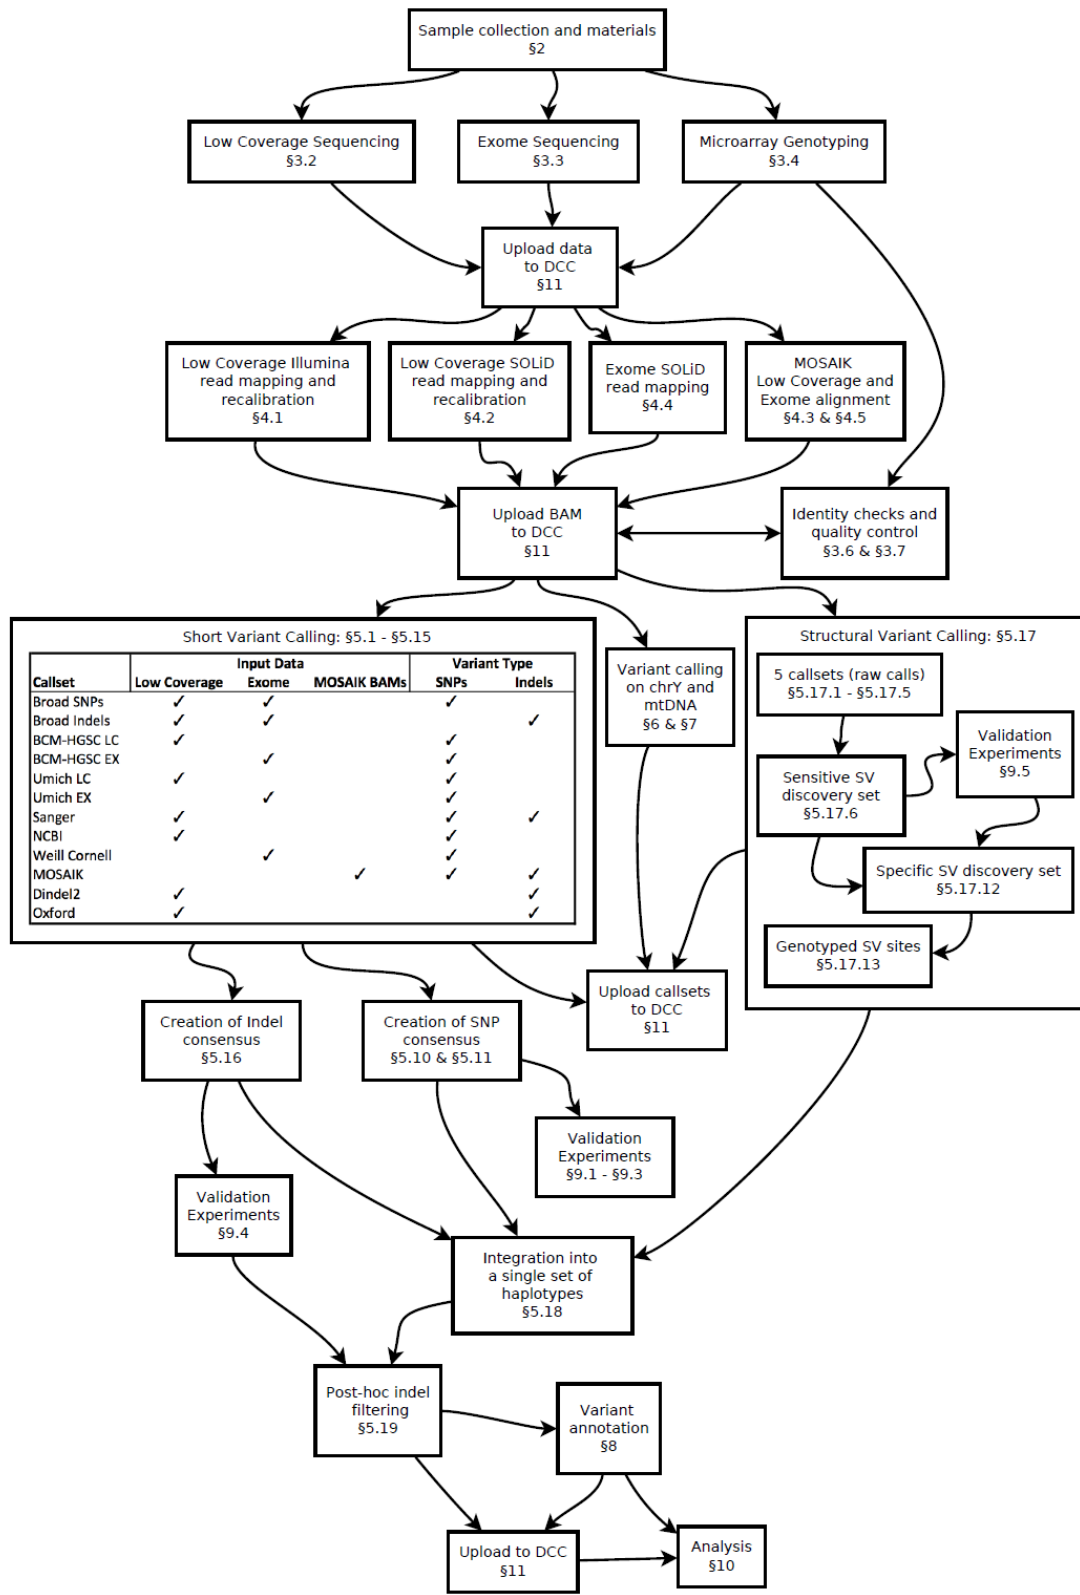 Sample collection and materials
§2
Low Coverage Sequencing
§3.2
Exome Sequencing
§3.3
Microarray Genotyping
§3.4
Upload data
to DCC
§11
Low Coverage Illumina
read mapping and
recalibration
§4.1
Low Coverage SOLiD
read mapping and
recalibration
§4.2
Exome SOLiD
read mapping
§4.4
MOSAIK
Low Coverage and
Exome alignment
§4.3 & §4.5
Upload BAM
to DCC
§11
Identity checks and
quality control
§3.6 & §3.7
Short Variant Calling: §5.1 - §5.15
Input Data Variant Type
Callset Low Coverage Exome MOSAIK BAMs SNPs Indels
Broad SNPs ✓ ✓ ✓
Broad Indels ✓ ✓ ✓
BCM-HGSC LC ✓ ✓
BCM-HGSC EX ✓ ✓
Umich LC ✓ ✓
Umich EX ✓ ✓
Sanger ✓ ✓ ✓
NCBI ✓ ✓
Weill Cornell ✓ ✓
MOSAIK ✓ ✓ ✓
Dindel2 ✓ ✓
Oxford ✓ ✓
Variant calling
on chrY and
mtDNA
§6 & §7
Structural Variant Calling: §5.17
5 callsets (raw calls)
§5.17.1 - §5.17.5
Validation
Experiments
§9.5
Sensitive SV
discovery set
§5.17.6
Specific SV discovery set
§5.17.12
Genotyped SV sites
§5.17.13
Upload callsets
to DCC
§11
Creation of Indel
consensus
§5.16
Creation of SNP
consensus
§5.10 & §5.11
Validation
Experiments
§9.1 - §9.3
Validation
Experiments
§9.4
Integration into
a single set of
haplotypes
§5.18
Post-hoc indel
filtering
§5.19
Variant
annotation
§8
Upload to DCC
§11
Analysis
§10